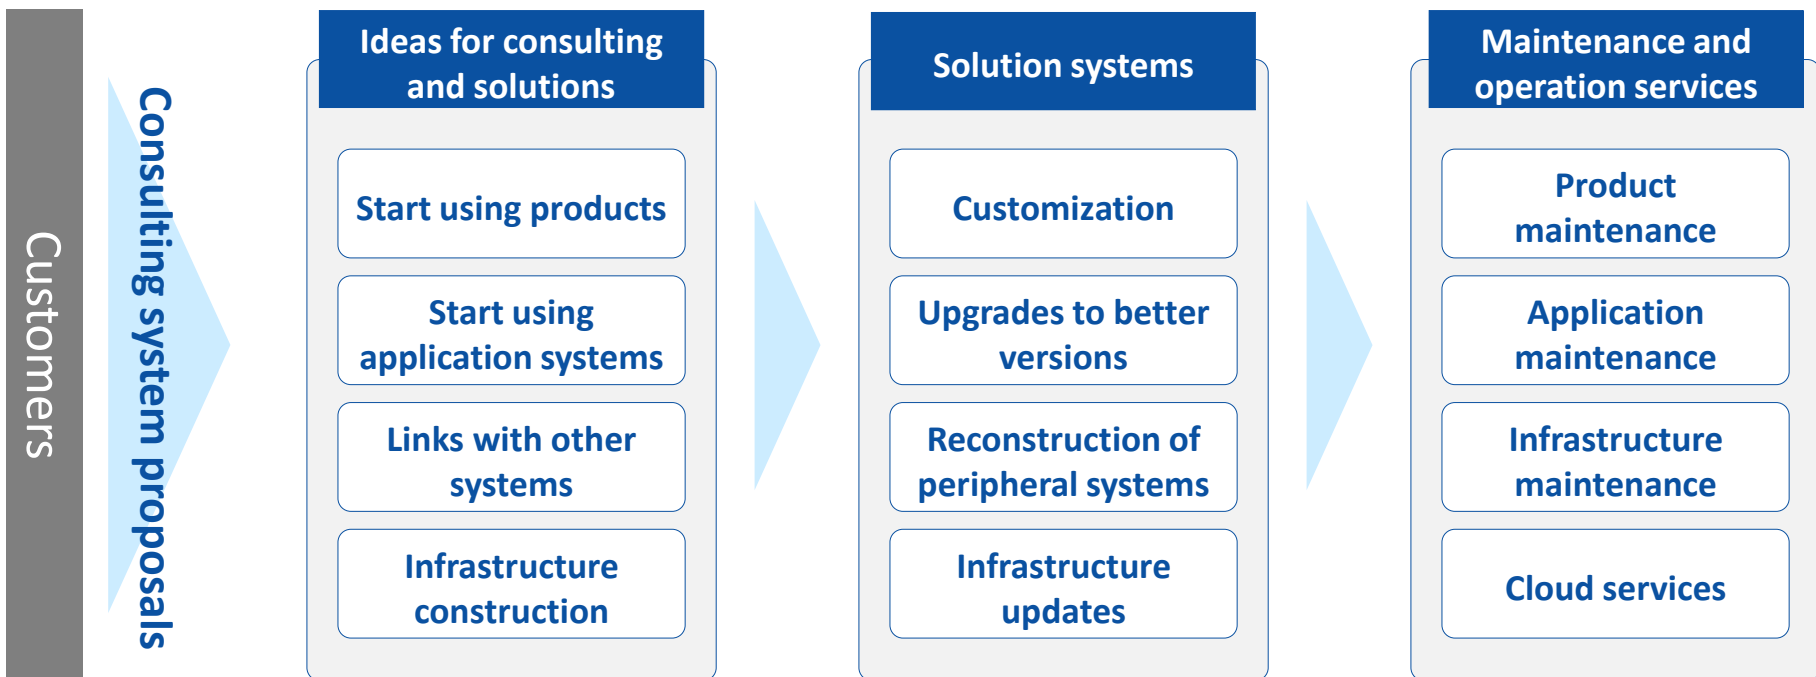 Customers
Consulting system proposals
Ideas for consulting
and solutions
Start using products
Start using
application systems
Links with other
systems
Infrastructure
construction
Solution systems
Customization
Upgrades to better
versions
Reconstruction of
peripheral systems
Infrastructure
updates
Maintenance and
operation services
Product
maintenance
Application
maintenance
Infrastructure
maintenance
Cloud services